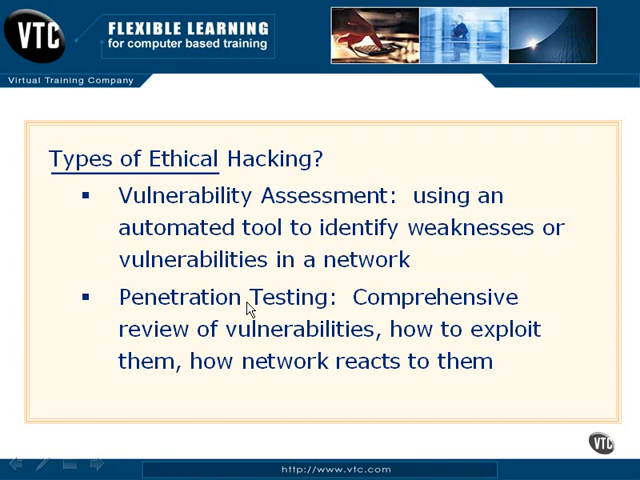 VTC
FLEXIBLE LEARNING
for computer based training
Virtual Training Company
Types of Ethical Hacking?
▪ Vulnerability Assessment: using an
automated tool to identify weaknesses or
vulnerabilities in a network
▪ Penetration Testing: Comprehensive
review of vulnerabilities, how to exploit
them, how network reacts to them
VTC
http://www.vtc.com